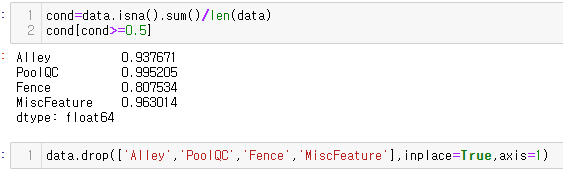 1 cond=data.isna().sum()/len(data)
2 cond[cond>=0.5]
Alley 0.937671
PoolQC 0.995205
Fence 0.807534
MiscFeature 0.963014
dtype: float64
1 data.drop(['Alley','PoolQC','Fence','MiscFeature'],inplace=True,axis=1)